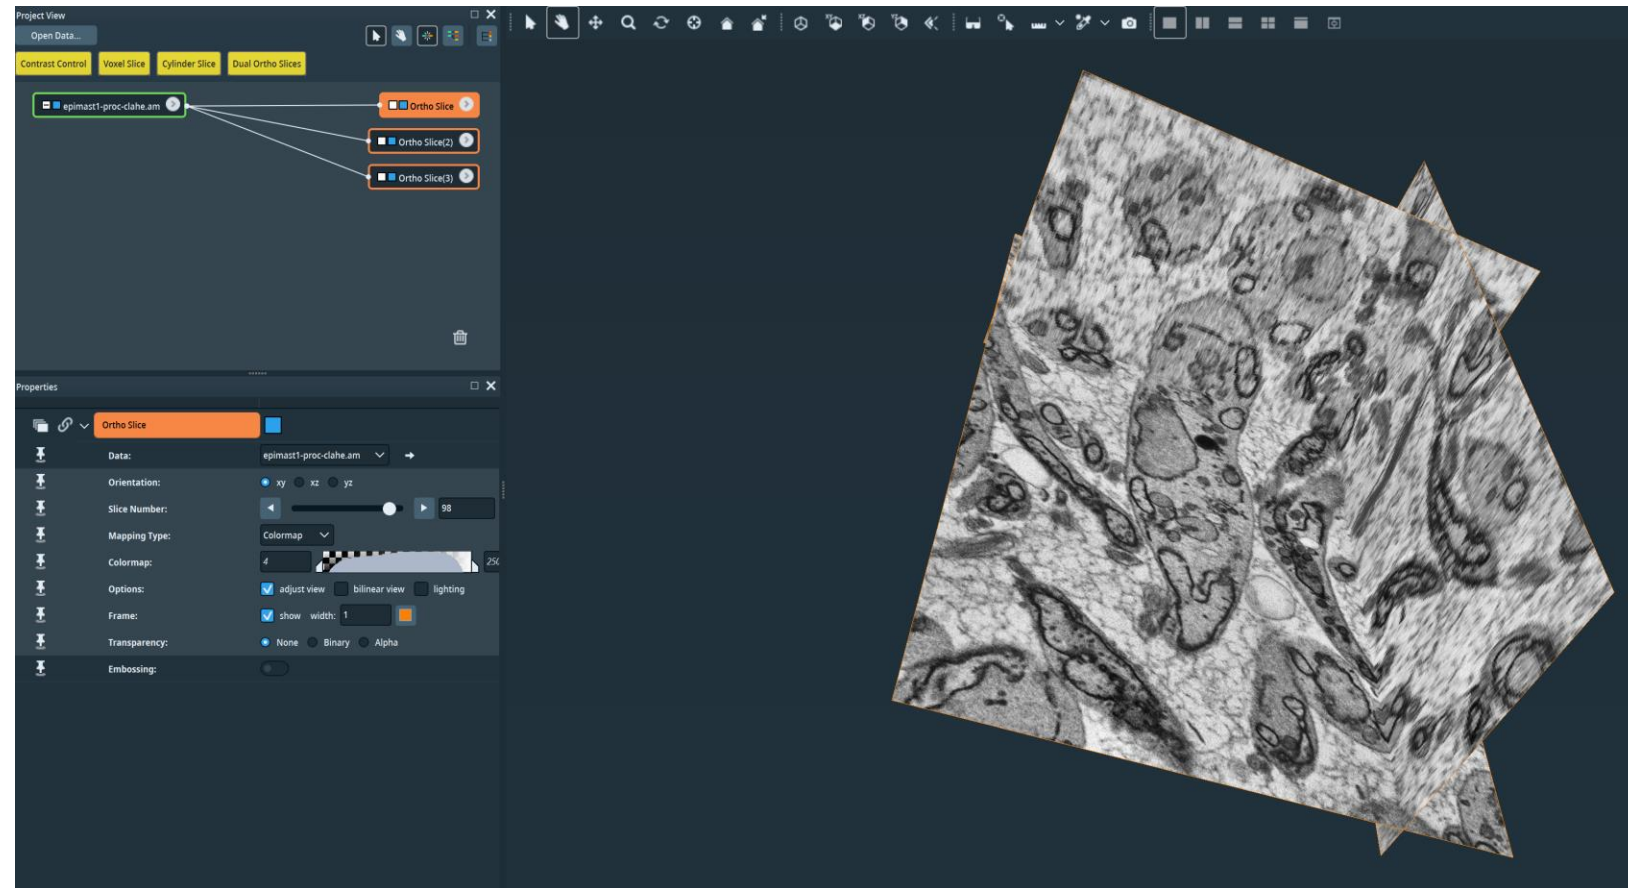 Project View
Open Data...
Contrast Control Voxel Slice Cylinder Slice Dual Ortho Slices
epimast1-proc-clahe.am
Ortho Slice
Ortho Slice(2)
Ortho Slice(3)
Properties
Ortho Slice
Data: epimast1-proc-clahe.am
Orientation: xy xz yz
Slice Number: 98
Mapping Type: Colormap
Colormap: 4
Options: adjust view bilinear view lighting
Frame: show width: 1
Transparency: None Binary Alpha
Embossing: